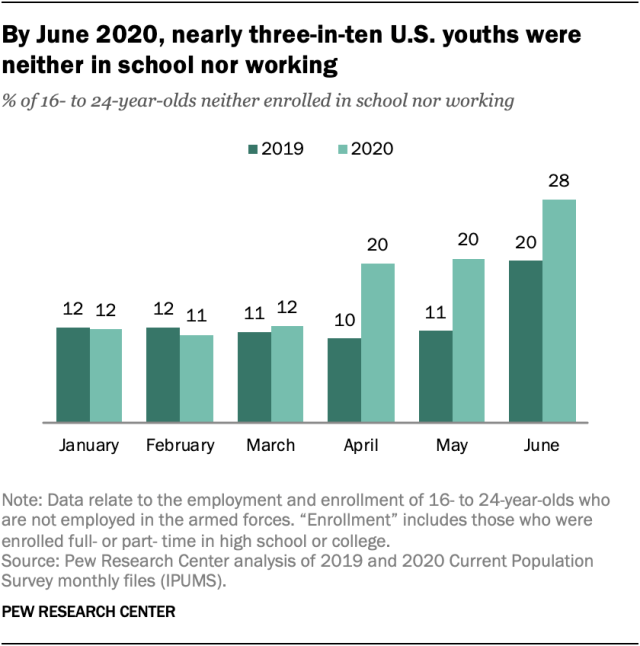 By June 2020, nearly three-in-ten U.S. youths were
neither in school nor working
% of 16- to 24-year-olds neither enrolled in school nor working
2019 2020
12 12 12 11 11 12 10 20 11 20 20 28
January February March April May June
Note: Data relate to the employment and enrollment of 16- to 24-year-olds who
are not employed in the armed forces. “Enrollment” includes those who were
enrolled full- or part- time in high school or college.
Source: Pew Research Center analysis of 2019 and 2020 Current Population
Survey monthly files (IPUMS).
PEW RESEARCH CENTER